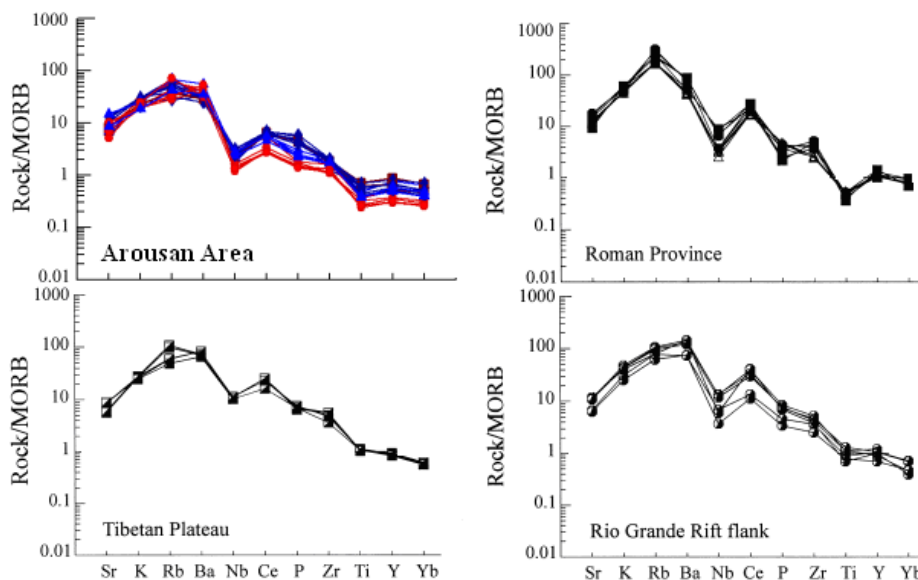 1000
100
10
1
0.1
0.01
Rock/MORB
Arousan Area
1000
100
10
1
0.1
0.01
Rock/MORB
Roman Province
1000
100
10
1
0.1
0.01
Rock/MORB
Tibetan Plateau
Sr K Rb Ba Nb Ce P Zr Ti Y Yb
1000
100
10
1
0.1
0.01
Rock/MORB
Rio Grande Rift flank
Sr K Rb Ba Nb Ce P Zr Ti Y Yb